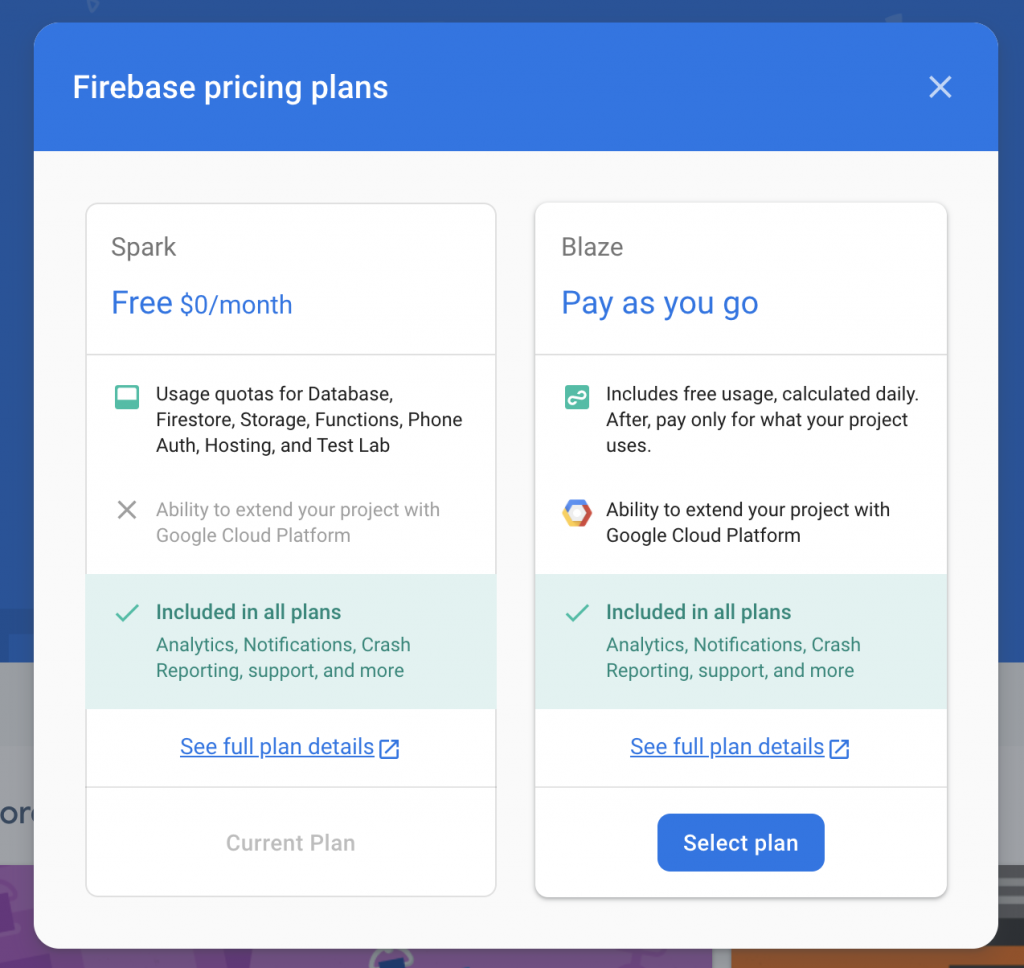 Firebase pricing plans
Spark
Free $0/month
Usage quotas for Database,
Firestore, Storage, Functions, Phone
Auth, Hosting, and Test Lab
Ability to extend your project with
Google Cloud Platform
Included in all plans
Analytics, Notifications, Crash
Reporting, support, and more
See full plan details
Current Plan
Blaze
Pay as you go
Includes free usage, calculated daily.
After, pay only for what your project
uses.
Ability to extend your project with
Google Cloud Platform
Included in all plans
Analytics, Notifications, Crash
Reporting, support, and more
See full plan details
Select plan